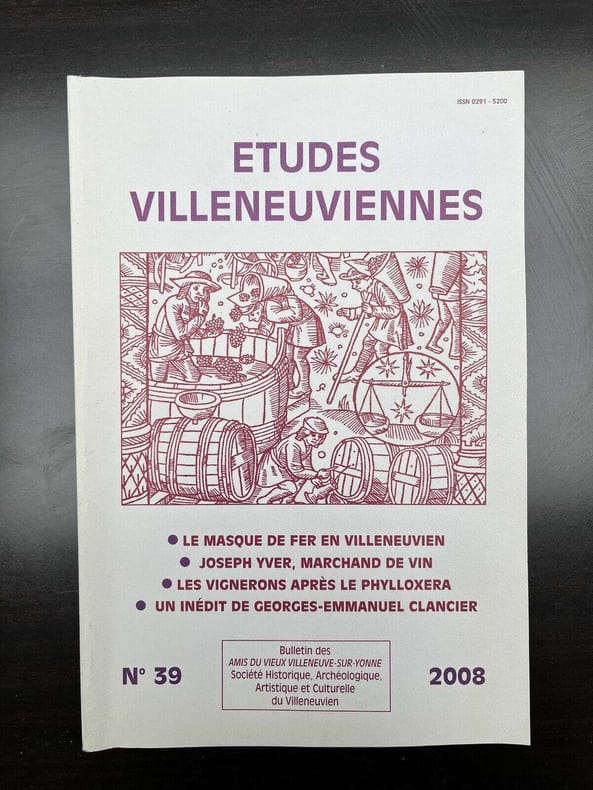 ISSN 0291 - 5200
ETUDES
VILLENEUVIENNES
● LE MASQUE DE FER EN VILLENEUVIEN
● JOSEPH YVER, MARCHAND DE VIN
● LES VIGNERONS APRÈS LE PHYLLOXERA
● UN INÉDIT DE GEORGES-EMMANUEL CLANCIER
N° 39
Bulletin des
AMIS DU VIEUX VILLENEUVE-SUR-YONNE
Société Historique, Archéologique,
Artistique et Culturelle
du Villeneuvien
2008